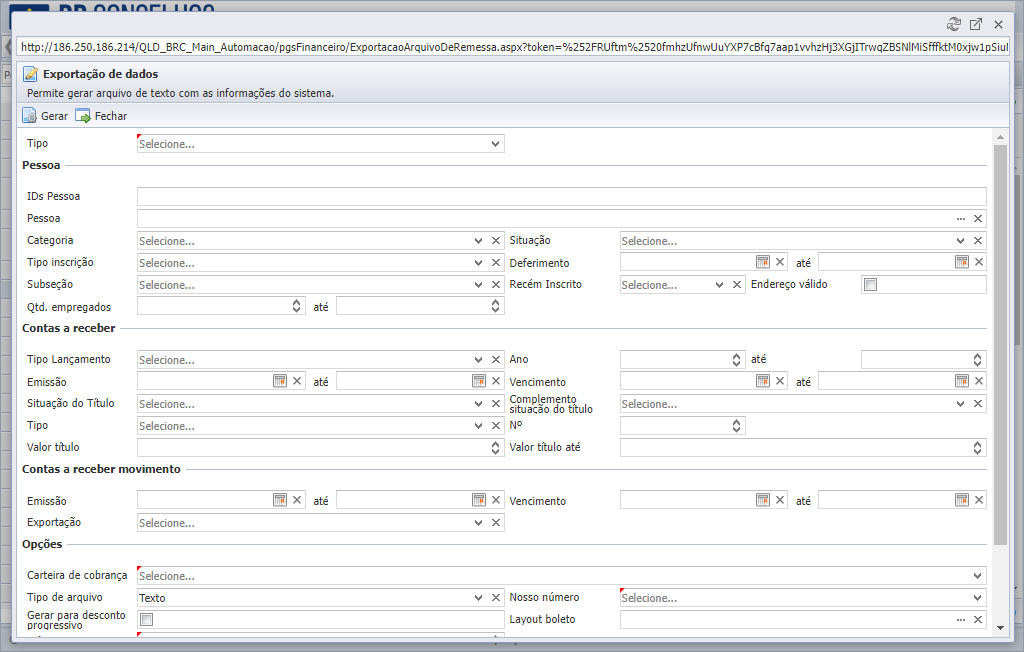 http://186.250.186.214/QLD_BRC_Main_Automacao/pgsFinanceiro/ExportacaoArquivoDeRemessa.aspx?token=%252FRUftm%2520fmhzUfnwUuYXP7cBfq7aap1vvhzHj3XGjITrwqZBSNlMiSfffktM0xjw1pSiul
Exportação de dados
Permite gerar arquivo de texto com as informações do sistema.
Gerar Fechar
Tipo Selecione...
Pessoa
IDs Pessoa
Pessoa ...
Categoria Selecione... Situação Selecione...
Tipo inscrição Selecione... Deferimento até
Subseção Selecione... Recém Inscrito Selecione... Endereço válido
Qtd. empregados até
Contas a receber
Tipo Lançamento Selecione... Ano até
Emissão até Vencimento até
Situação do Título Selecione... Complemento situação do título Selecione...
Tipo Selecione... Nº
Valor título Valor título até
Contas a receber movimento
Emissão até Vencimento até
Exportação Selecione...
Opções
Carteira de cobrança Selecione...
Tipo de arquivo Texto Nosso número Selecione...
Gerar para desconto progressivo Layout boleto ...